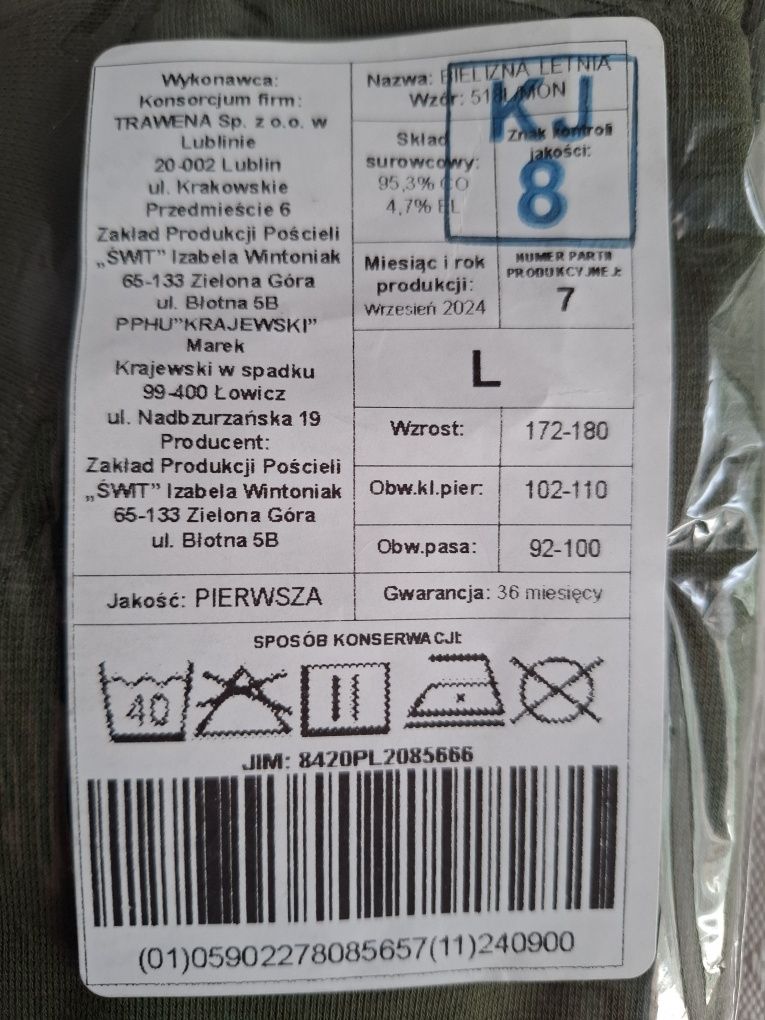 Wykonawca:
Konsorcjum firm:
TRAWENA Sp. z o.o. w
Lublinie
20-002 Lublin
ul. Krakowskie
Przedmieście 6
Zakład Produkcji Pościeli
„ŚWIT" Izabela Wintoniak
65-133 Zielona Góra
ul. Błotna 5B
PPHU"KRAJEWSKI"
Marek
Krajewski w spadku
99-400 Łowicz
ul. Nadbzurzańska 19
Producent:
Zakład Produkcji Pościeli
„ŚWIT" Izabela Wintoniak
65-133 Zielona Góra
ul. Błotna 5B
Nazwa: BIELIZNA LETNIA
Wzór: 518L/MON
Skład
surowcowy:
95,3% CO
4,7% EL
Znak kontroli
jakości:
KJ
8
Miesiąc i rok
produkcji:
Wrzesień 2024
NUMER PARTII
PRODUKCYJNEJ:
7
L
Wzrost: 172-180
Obw.kl.pier: 102-110
Obw.pasa: 92-100
Jakość: PIERWSZA
Gwarancja: 36 miesięcy
SPOSÓB KONSERWACJI:
40
JIM: 8420PL2085666
(01)05902278085657(11)240900